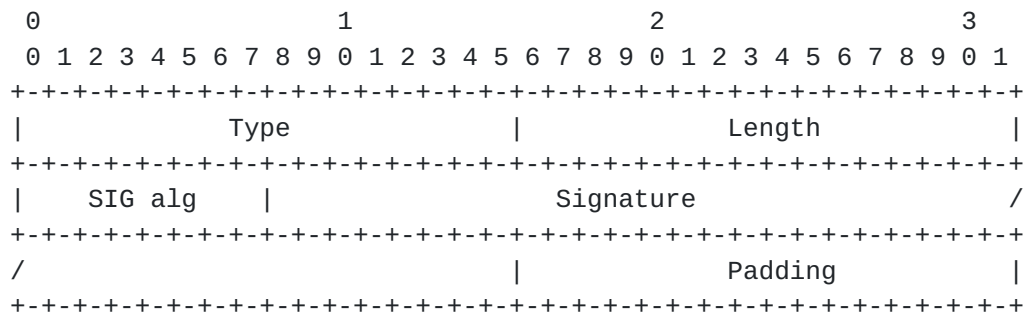 0                   1                   2                   3
 0 1 2 3 4 5 6 7 8 9 0 1 2 3 4 5 6 7 8 9 0 1 2 3 4 5 6 7 8 9 0 1
+-+-+-+-+-+-+-+-+-+-+-+-+-+-+-+-+-+-+-+-+-+-+-+-+-+-+-+-+-+-+-+-+
|             Type              |             Length            |
+-+-+-+-+-+-+-+-+-+-+-+-+-+-+-+-+-+-+-+-+-+-+-+-+-+-+-+-+-+-+-+-+
|    SIG alg    |                  Signature                    /
+-+-+-+-+-+-+-+-+-+-+-+-+-+-+-+-+-+-+-+-+-+-+-+-+-+-+-+-+-+-+-+-+
/                               |             Padding           |
+-+-+-+-+-+-+-+-+-+-+-+-+-+-+-+-+-+-+-+-+-+-+-+-+-+-+-+-+-+-+-+-+